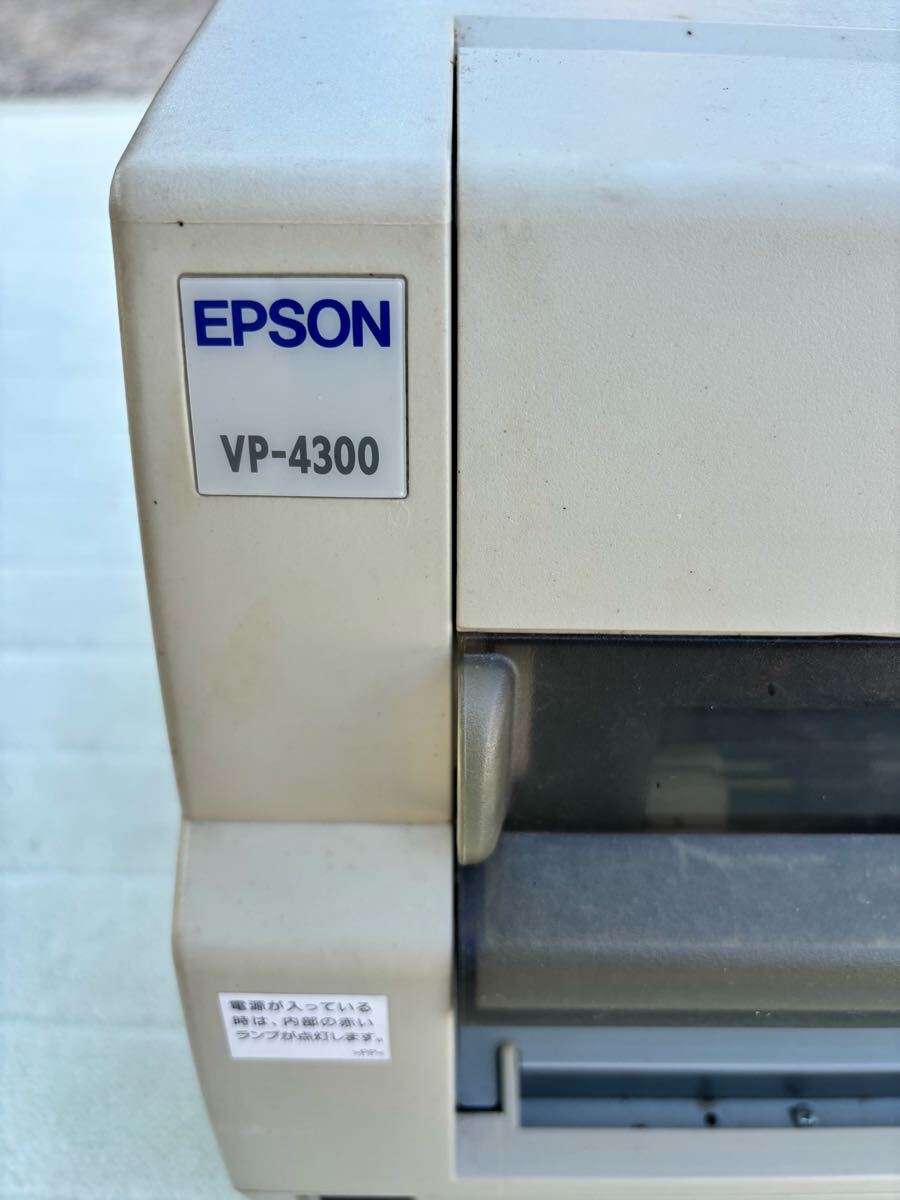 EPSON
VP-4300
電源が入っている
時は、内部の赤い
ランプが点灯します。
>PP<